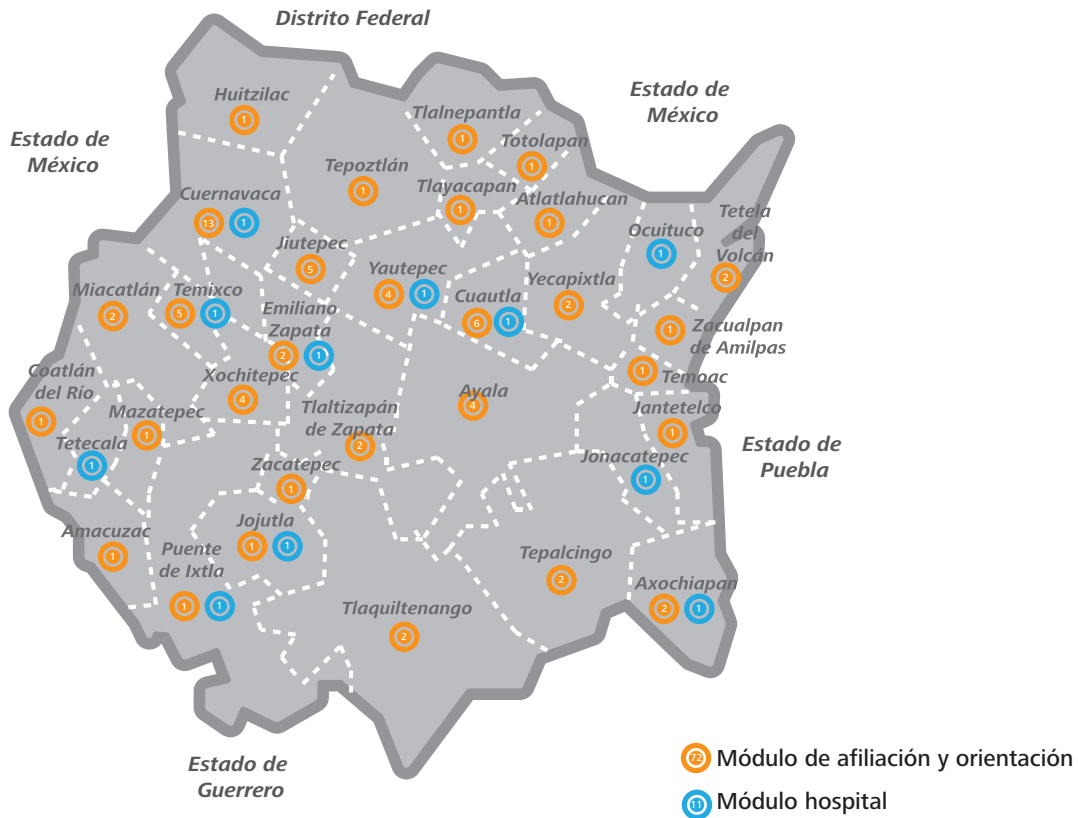 Distrito Federal
Estado de
México
Estado de
México
Huitzilac
1
Tlalnepantla
1
Totolapan
1
Tepoztlán
1
Tlayacapan
1
Atlatlahucan
1
Cuernavaca
13 1
Ocuituco
1
Tetela
del
Volcán
2
Jiutepec
5
Yautepec
4 1
Cuautla
6 1
Yecapixtla
2
Miacatlán
2
Temixco
5 1
Emiliano
Zapata
2 1
1
Zacualpan
de Amilpas
1
Temoac
Coatlán
del Río
1
Xochitepec
4
Mazatepec
1
Tlaltizapán
de Zapata
2
Ayala
4
Jantetelco
1
Tetecala
1
Jonacatepec
1
Estado de
Puebla
Zacatepec
1
Amacuzac
1
Jojutla
1 1
Puente
de Ixtla
1 1
Tepalcingo
2
Axochiapan
2 1
Tlaquiltenango
2
Estado de
Guerrero
72 Módulo de afiliación y orientación
11 Módulo hospital